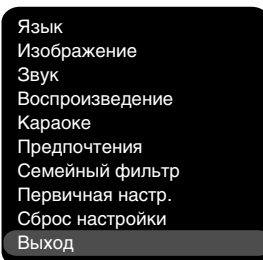 Язык
Изображение
Звук
Воспроизведение
Караоке
Предпочтения
Семейный фильтр
Первичная настр.
Сброс настройки
Выход